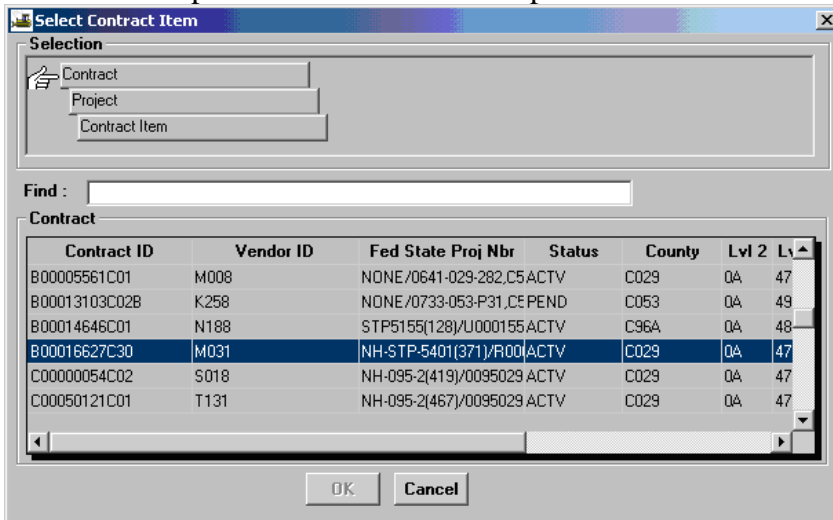 Select Contract Item
Selection
Contract
Project
Contract Item
Find :
Contract
Contract ID Vendor ID Fed State Proj Nbr Status County Lvl 2
B00005561C01 M008 NONE/0641-029-282,C5 ACTV C029 0A 47
B00013103C02B K258 NONE/0733-053-P31,C5 PEND C053 0A 49
B00014646C01 N188 STP5155(128)/U000155 ACTV C96A 0A 48
B00016627C30 M031 NH-STP-5401(371)/R00 ACTV C029 0A 47
C00000054C02 S018 NH-095-2(419)/0095029 ACTV C029 0A 47
C00050121C01 T131 NH-095-2(467)/0095029 ACTV C029 0A 47
OK Cancel